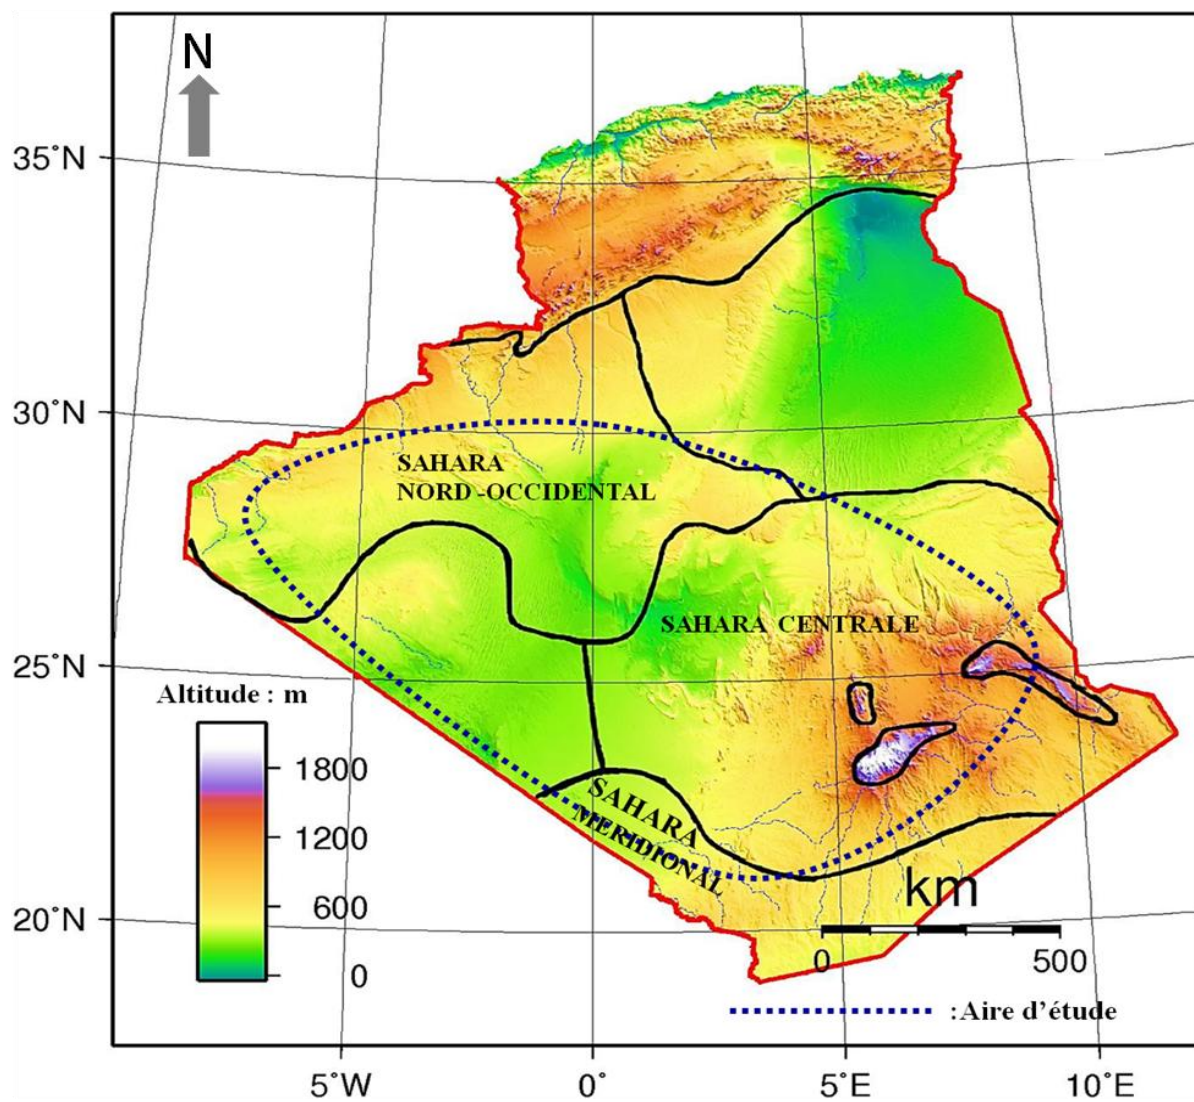 N
35°N
30°N
SAHARA
NORD-OCCIDENTAL
SAHARA CENTRALE
25°N
Altitude : m
1800
1200
600
0
SAHARA
MERIDIONAL
20°N
km
0 500
:Aire d’étude
5°W 0° 5°E 10°E